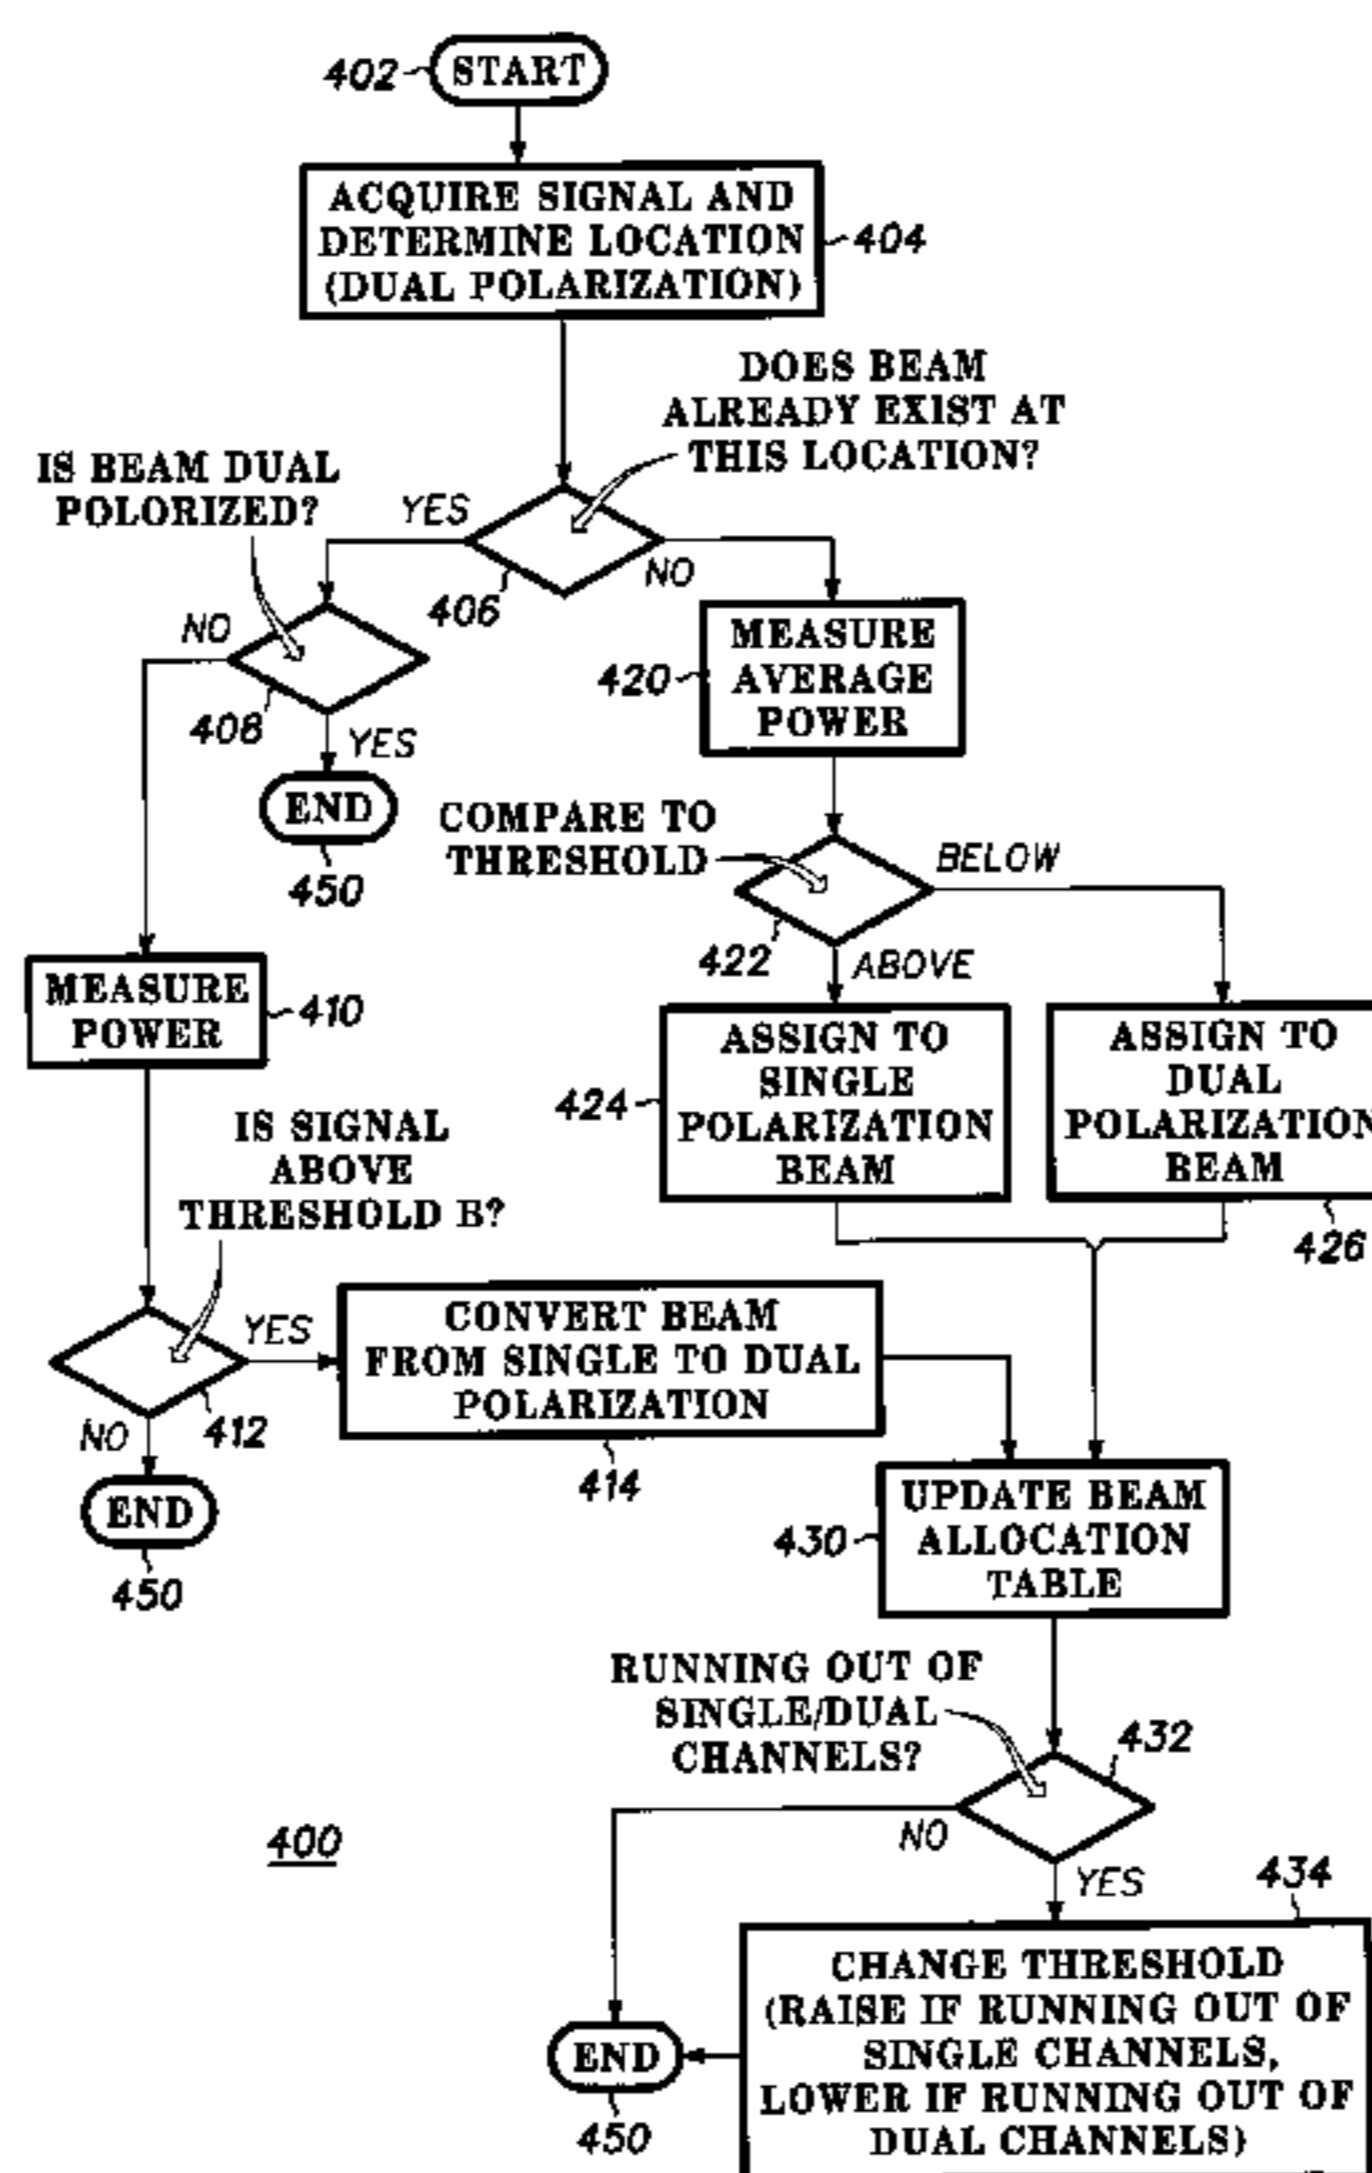 402
START
ACQUIRE SIGNAL AND
DETERMINE LOCATION
(DUAL POLARIZATION)
404
DOES BEAM
ALREADY EXIST AT
THIS LOCATION?
IS BEAM DUAL
POLORIZED?
YES
406
NO
NO
408
YES
END
450
MEASURE
AVERAGE
POWER
420
COMPARE TO
THRESHOLD
BELOW
422
ABOVE
MEASURE
POWER
410
ASSIGN TO
SINGLE
POLARIZATION
BEAM
424
ASSIGN TO
DUAL
POLARIZATION
BEAM
426
IS SIGNAL
ABOVE
THRESHOLD B?
YES
412
NO
END
450
CONVERT BEAM
FROM SINGLE TO DUAL
POLARIZATION
414
UPDATE BEAM
ALLOCATION
TABLE
430
RUNNING OUT OF
SINGLE/DUAL
CHANNELS?
432
NO
YES
400
434
CHANGE THRESHOLD
(RAISE IF RUNNING OUT OF
SINGLE CHANNELS,
LOWER IF RUNNING OUT OF
DUAL CHANNELS)
END
450